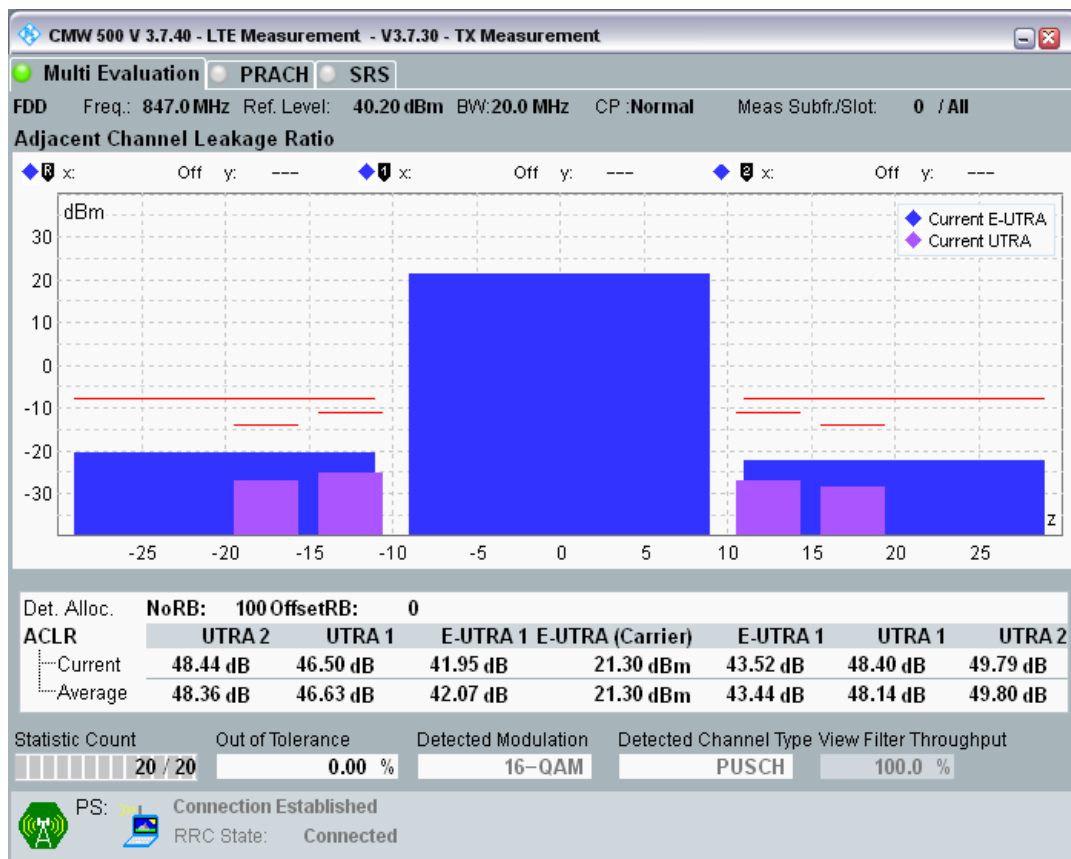 CMW 500 V 3.7.40 - LTE Measurement - V3.7.30 - TX Measurement
Multi Evaluation PRACH SRS
FDD Freq.: 847.0 MHz Ref. Level: 40.20 dBm BW: 20.0 MHz CP :Normal Meas Subfr./Slot: 0 / All
Adjacent Channel Leakage Ratio
R x: Off y: --- 1 x: Off y: --- 2 x: Off y: ---
dBm
Current E-UTRA
Current UTRA
30
20
10
0
-10
-20
-30
z
-25 -20 -15 -10 -5 0 5 10 15 20 25
Det. Alloc. NoRB: 100 OffsetRB: 0
ACLR UTRA 2 UTRA 1 E-UTRA 1 E-UTRA (Carrier) E-UTRA 1 UTRA 1 UTRA 2
Current 48.44 dB 46.50 dB 41.95 dB 21.30 dBm 43.52 dB 48.40 dB 49.79 dB
Average 48.36 dB 46.63 dB 42.07 dB 21.30 dBm 43.44 dB 48.14 dB 49.80 dB
Statistic Count Out of Tolerance Detected Modulation Detected Channel Type View Filter Throughput
20 / 20 0.00 % 16-QAM PUSCH 100.0 %
PS: Connection Established
RRC State: Connected